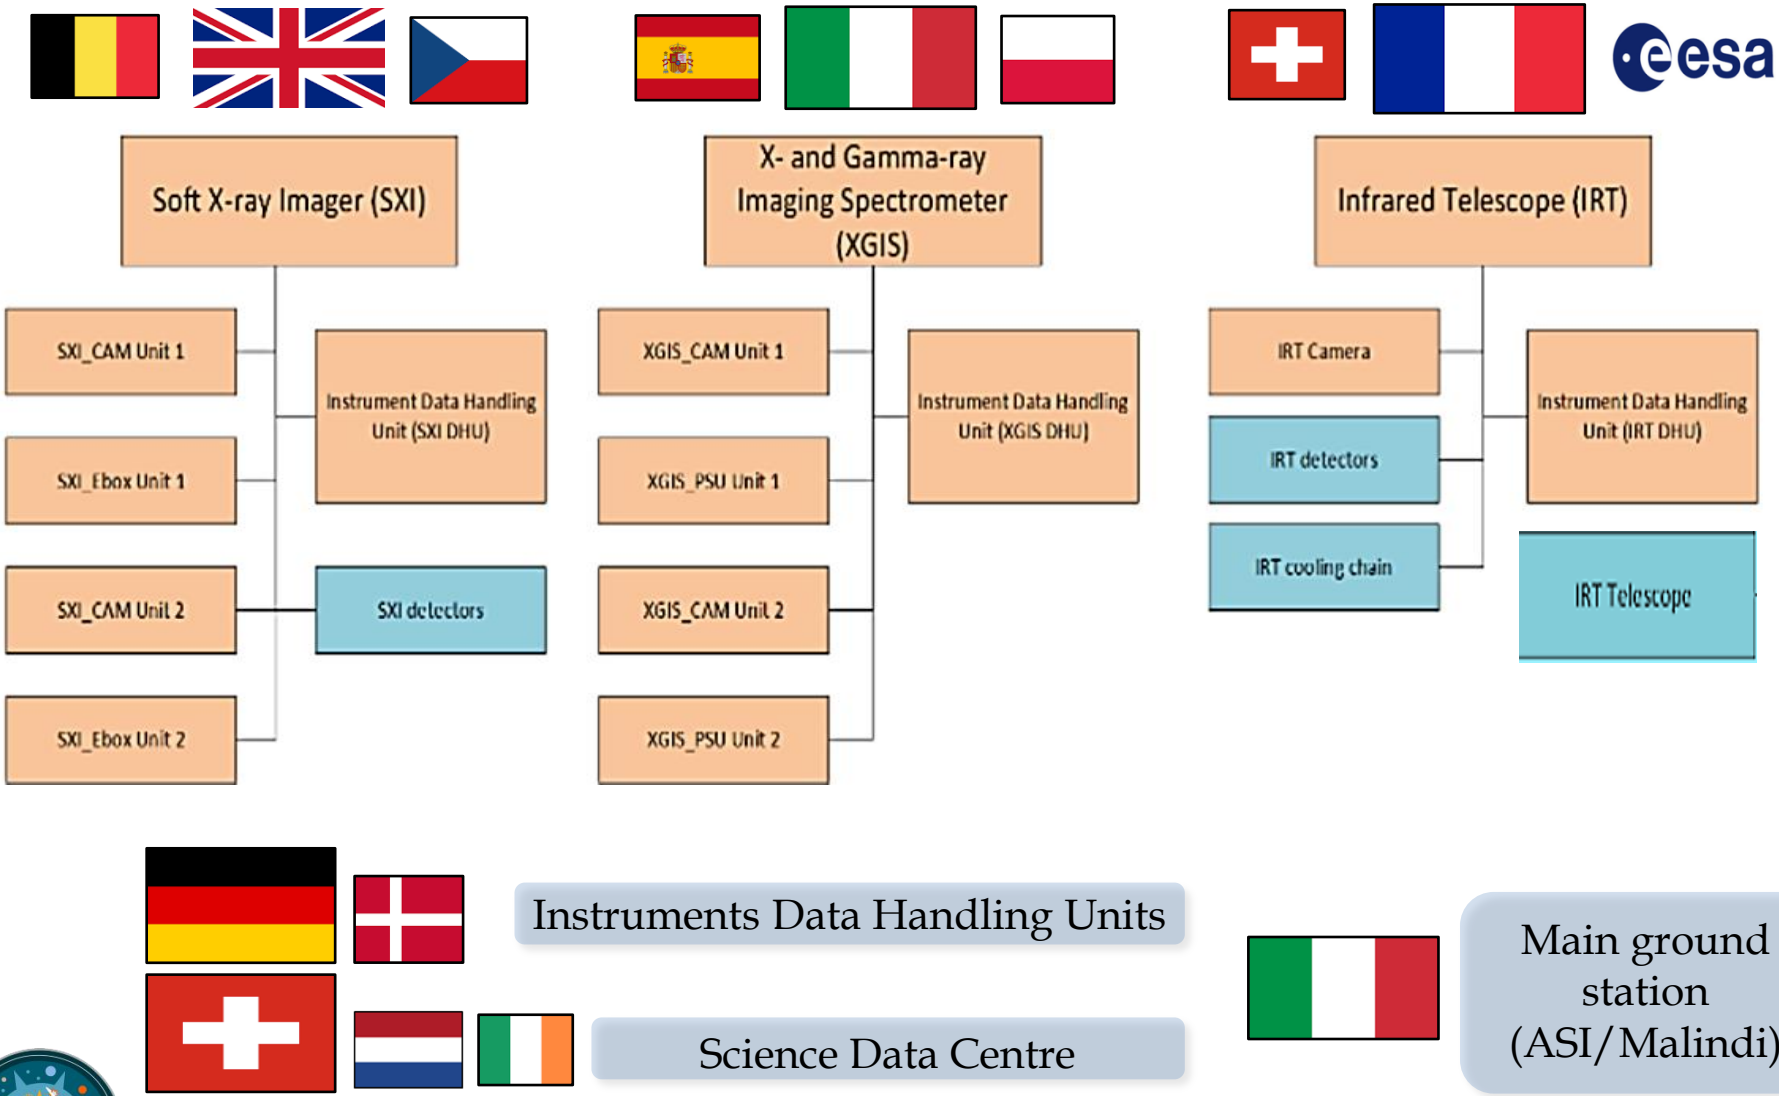 esa
Soft X-ray Imager (SXI)
SXI_CAM Unit 1
SXI_Ebox Unit 1
SXI_CAM Unit 2
SXI_Ebox Unit 2
Instrument Data Handling
Unit (SXI DHU)
SXI detectors
X- and Gamma-ray
Imaging Spectrometer
(XGIS)
XGIS_CAM Unit 1
XGIS_PSU Unit 1
XGIS_CAM Unit 2
XGIS_PSU Unit 2
Instrument Data Handling
Unit (XGIS DHU)
Infrared Telescope (IRT)
IRT Camera
IRT detectors
IRT cooling chain
Instrument Data Handling
Unit (IRT DHU)
IRT Telescope
Instruments Data Handling Units
Science Data Centre
Main ground
station
(ASI/Malindi)